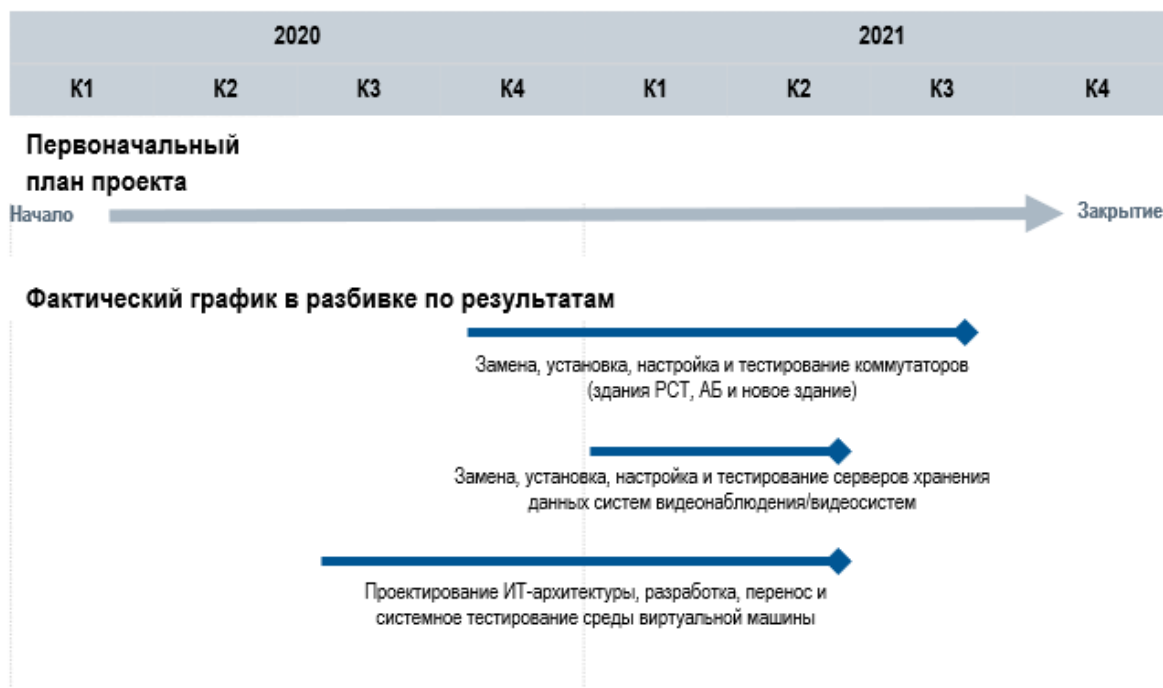 2020 2021
К1 К2 К3 К4 К1 К2 К3 К4
Первоначальный
план проекта
Начало Закрытие
Фактический график в разбивке по результатам
Замена, установка, настройка и тестирование коммутаторов
(здания РСТ, АБ и новое здание)
Замена, установка, настройка и тестирование серверов хранения
данных систем видеонаблюдения/видеосистем
Проектирование ИТ-архитектуры, разработка, перенос и
системное тестирование среды виртуальной машины